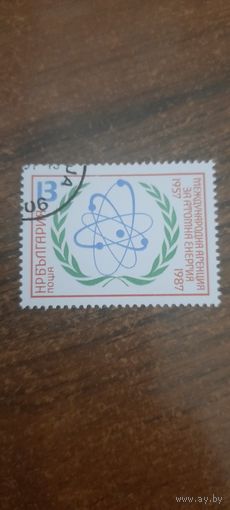 13
НР БЪЛГАРИЯ
ПОЩА
МЕЖДУНАРОДНА АГЕНЦИЯ
ЗА АТОМНА ЕНЕРГИЯ
1957
1987
www.ay.by